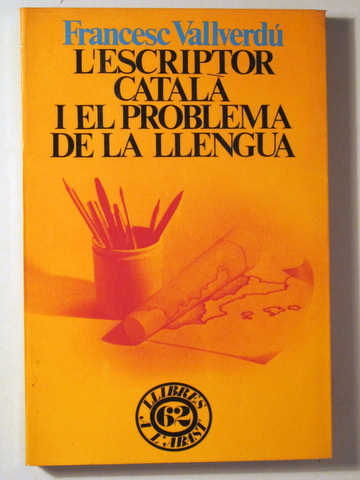 Francesc Vallverdú
L'ESCRIPTOR
CATALÀ
I EL PROBLEMA
DE LA LLENGUA
LLIBRES
62
A L'ABAST